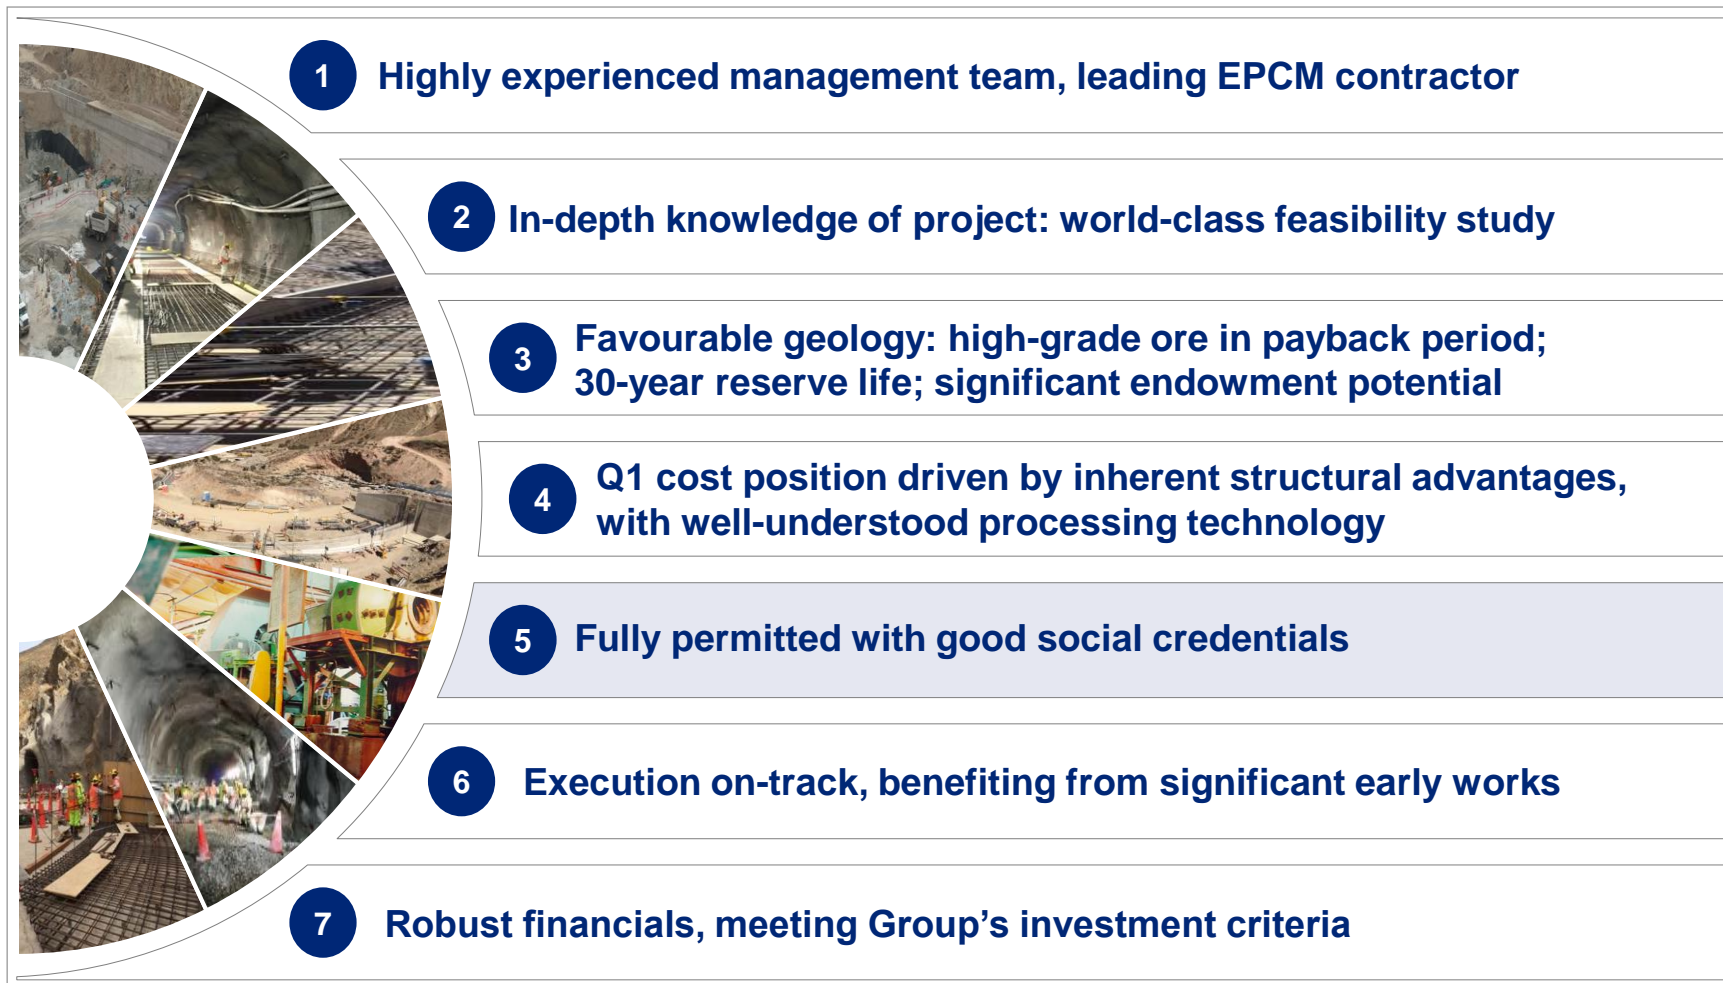 1
Highly experienced management team, leading EPCM contractor
2
In-depth knowledge of project: world-class feasibility study
3
Favourable geology: high-grade ore in payback period;
30-year reserve life; significant endowment potential
4
Q1 cost position driven by inherent structural advantages,
with well-understood processing technology
5
Fully permitted with good social credentials
6
Execution on-track, benefiting from significant early works
7
Robust financials, meeting Group’s investment criteria